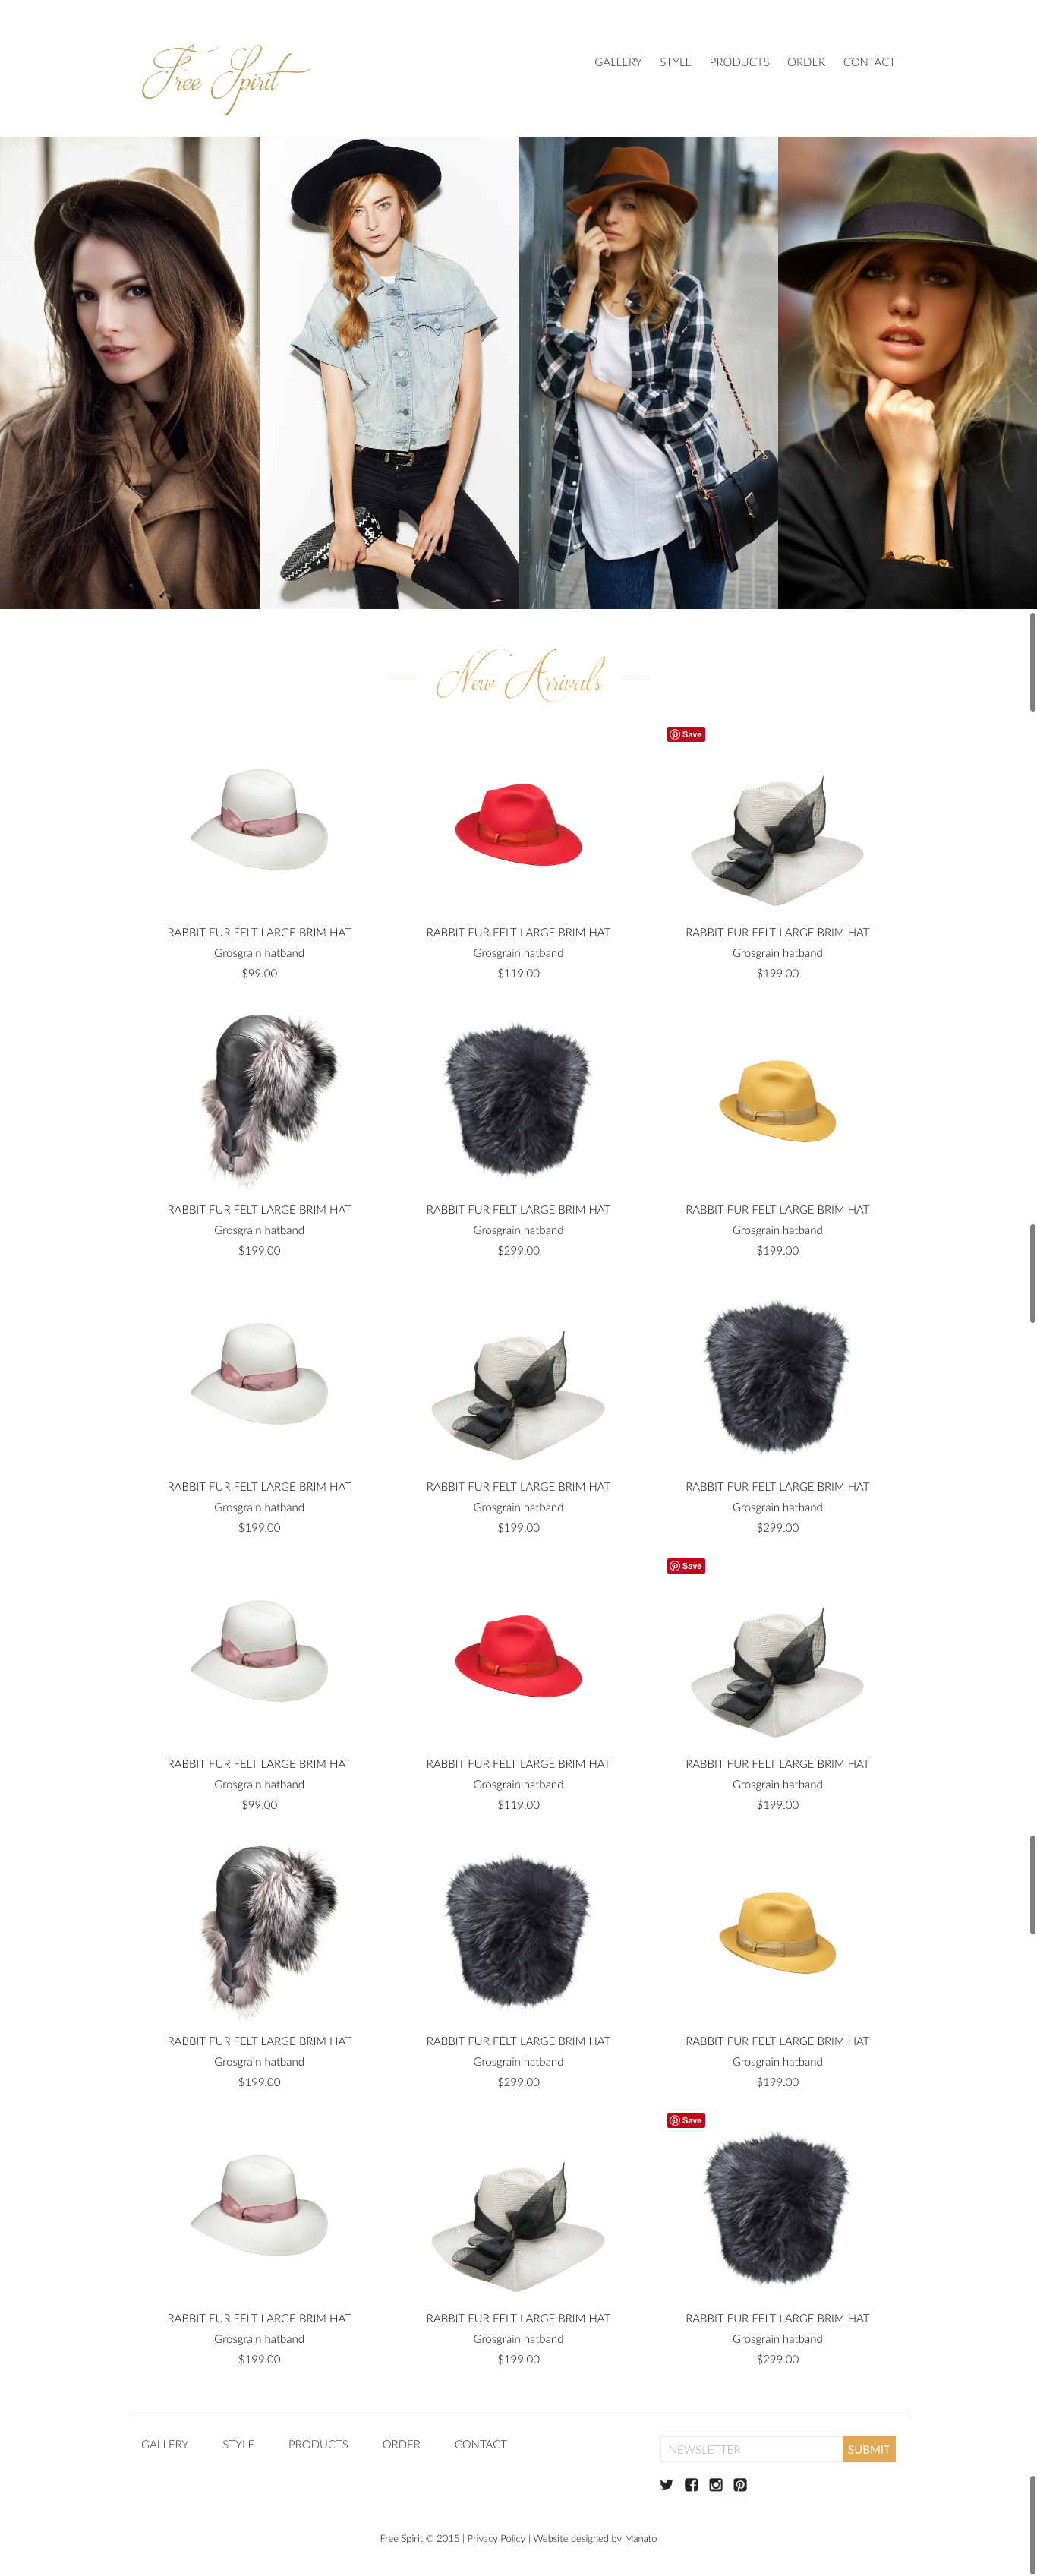 Free Spirit
GALLERY STYLE PRODUCTS ORDER CONTACT
New Arrivals
Save
RABBIT FUR FELT LARGE BRIM HAT RABBIT FUR FELT LARGE BRIM HAT RABBIT FUR FELT LARGE BRIM HAT
Grosgrain hatband Grosgrain hatband Grosgrain hatband
$99.00 $119.00 $199.00
RABBIT FUR FELT LARGE BRIM HAT RABBIT FUR FELT LARGE BRIM HAT RABBIT FUR FELT LARGE BRIM HAT
Grosgrain hatband Grosgrain hatband Grosgrain hatband
$199.00 $299.00 $199.00
RABBIT FUR FELT LARGE BRIM HAT RABBIT FUR FELT LARGE BRIM HAT RABBIT FUR FELT LARGE BRIM HAT
Grosgrain hatband Grosgrain hatband Grosgrain hatband
$199.00 $199.00 $299.00
Save
RABBIT FUR FELT LARGE BRIM HAT RABBIT FUR FELT LARGE BRIM HAT RABBIT FUR FELT LARGE BRIM HAT
Grosgrain hatband Grosgrain hatband Grosgrain hatband
$99.00 $119.00 $199.00
RABBIT FUR FELT LARGE BRIM HAT RABBIT FUR FELT LARGE BRIM HAT RABBIT FUR FELT LARGE BRIM HAT
Grosgrain hatband Grosgrain hatband Grosgrain hatband
$199.00 $299.00 $199.00
Save
RABBIT FUR FELT LARGE BRIM HAT RABBIT FUR FELT LARGE BRIM HAT RABBIT FUR FELT LARGE BRIM HAT
Grosgrain hatband Grosgrain hatband Grosgrain hatband
$199.00 $199.00 $299.00
GALLERY STYLE PRODUCTS ORDER CONTACT
NEWSLETTER SUBMIT
Free Spirit © 2015 | Privacy Policy | Website designed by Manato